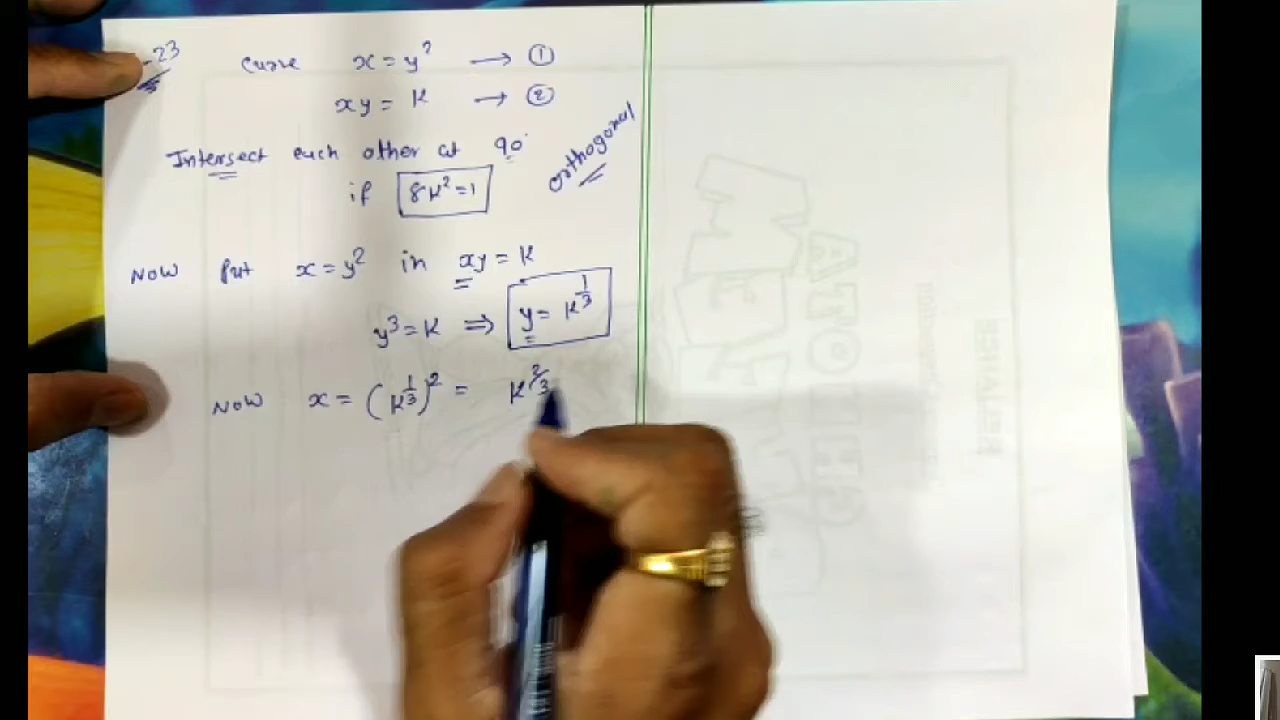 -23 Curve x = y² → ①
xy = K → ②
Intersect each other at 90°
if 8K² = 1
Orthogonal
NOW Put x = y² in xy = K
y³ = K ⇒ y = K^(1/3)
NOW x = (K^(1/3))² = K^(2/3)